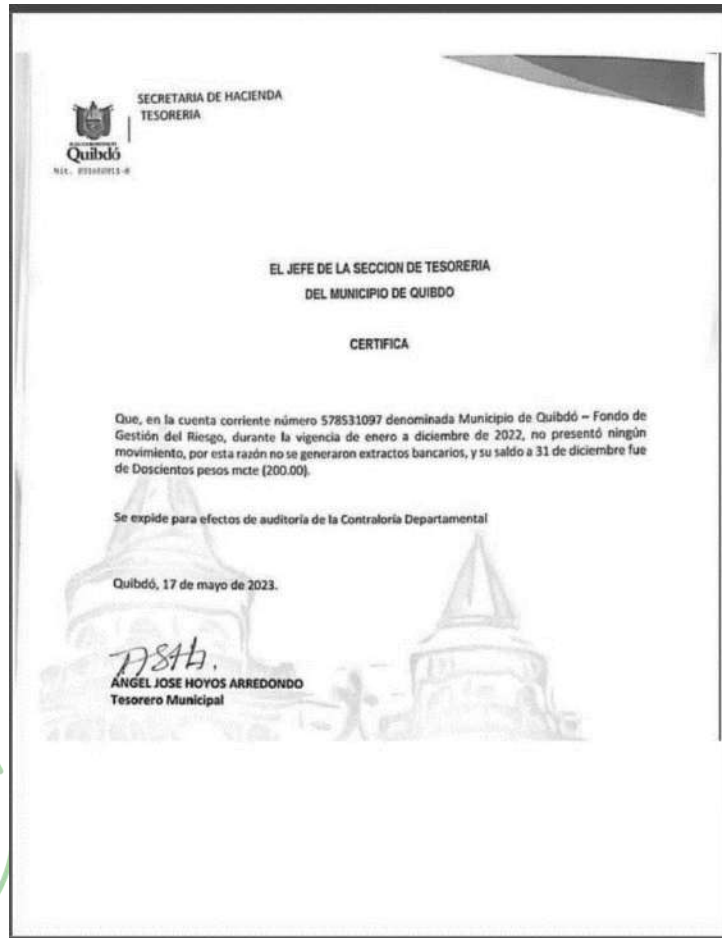 SECRETARIA DE HACIENDA
TESORERIA
Quibdó
EL JEFE DE LA SECCION DE TESORERIA
DEL MUNICIPIO DE QUIBDO
CERTIFICA
Que, en la cuenta corriente número 578531097 denominada Municipio de Quibdó – Fondo de
Gestión del Riesgo, durante la vigencia de enero a diciembre de 2022, no presentó ningún
movimiento, por esta razón no se generaron extractos bancarios, y su saldo a 31 de diciembre fue
de Doscientos pesos mcte (200.00).
Se expide para efectos de auditoría de la Contraloría Departamental
Quibdó, 17 de mayo de 2023.
ÁNGEL JOSE HOYOS ARREDONDO
Tesorero Municipal